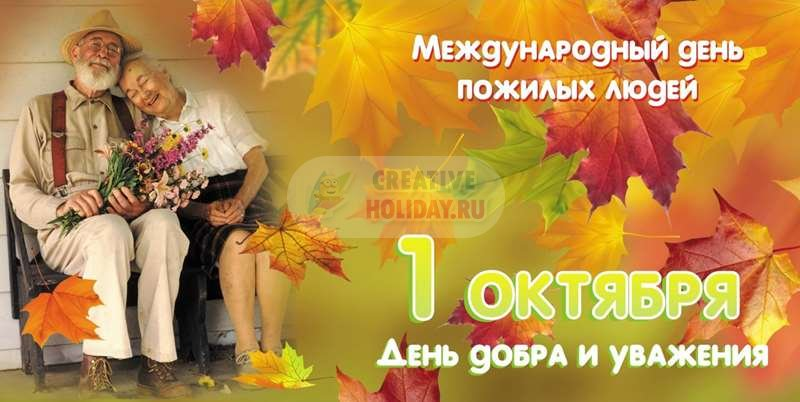 Международный день
пожилых людей
CREATIVE
HOLIDAY.RU
1 октября
День добра и уважения